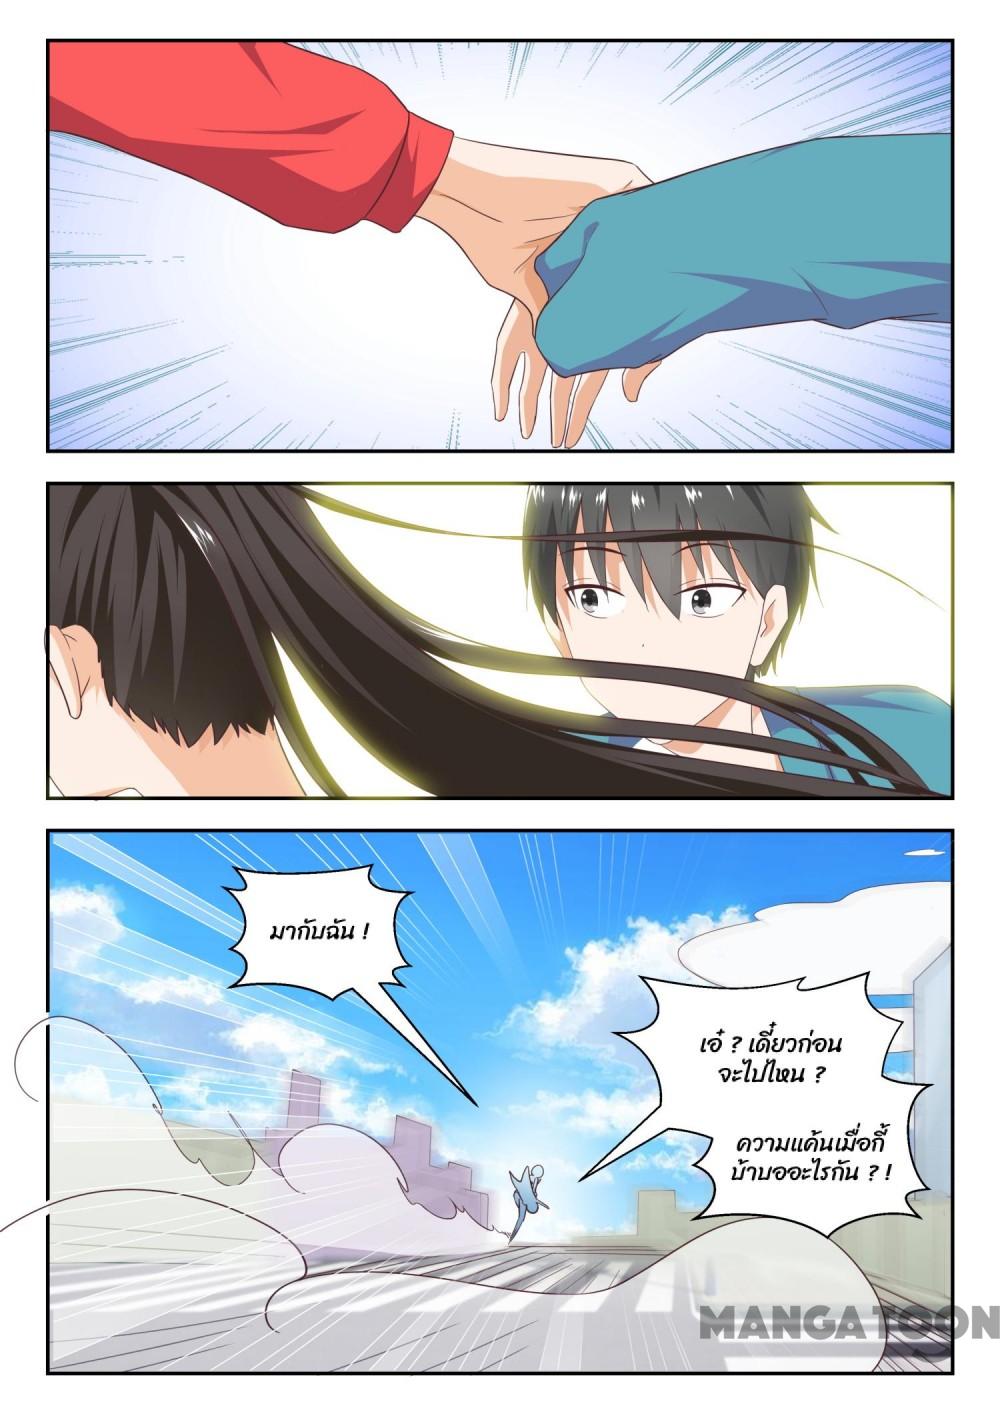 มากับฉัน !
เอ๋ ? เดี๋ยวก่อน
จะไปไหน ?
ความแค้นเมื่อกี้
บ้าบออะไรกัน ? !
MANGATOON